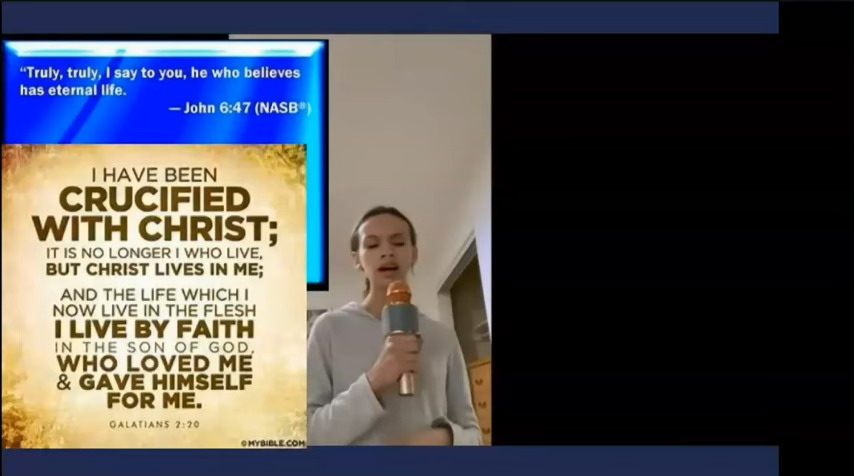 “Truly, truly, I say to you, he who believes
has eternal life.
— John 6:47 (NASB®)
I HAVE BEEN
CRUCIFIED
WITH CHRIST;
IT IS NO LONGER I WHO LIVE,
BUT CHRIST LIVES IN ME;
AND THE LIFE WHICH I
NOW LIVE IN THE FLESH
I LIVE BY FAITH
IN THE SON OF GOD,
WHO LOVED ME
& GAVE HIMSELF
FOR ME.
GALATIANS 2:20
©MYBIBLE.COM